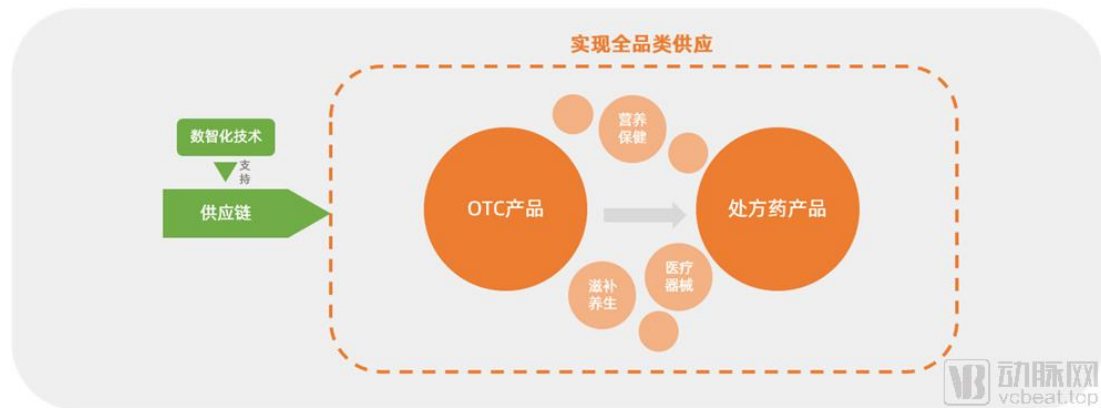 实现全品类供应
数智化技术
支
持
供应链
营养
保健
OTC产品
处方药产品
滋补
养生
医疗
器械
动脉网
vcbeat.top